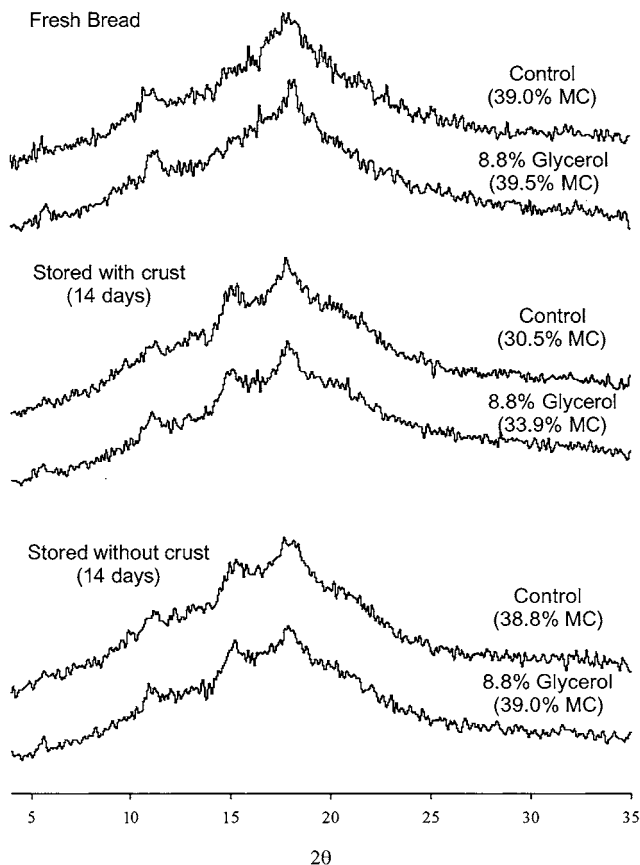 Fresh Bread
Control
(39.0% MC)
8.8% Glycerol
(39.5% MC)
Stored with crust
(14 days)
Control
(30.5% MC)
8.8% Glycerol
(33.9% MC)
Stored without crust
(14 days)
Control
(38.8% MC)
8.8% Glycerol
(39.0% MC)
5 10 15 20 25 30 35
2θ